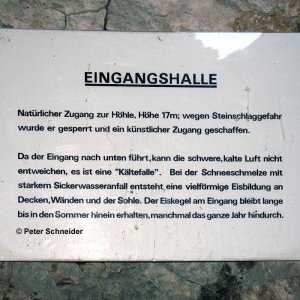 EINGANGSHALLE
Natürlicher Zugang zur Höhle, Höhe 17m; wegen Steinschlaggefahr
wurde er gesperrt und ein künstlicher Zugang geschaffen.
Da der Eingang nach unten führt, kann die schwere, kalte Luft nicht
entweichen, es ist eine "Kältefalle". Bei der Schneeschmelze mit
starkem Sickerwasseranfall entsteht eine vielförmige Eisbildung an
Decken, Wänden und der Sohle. Der Eiskegel am Eingang bleibt lange
bis in den Sommer hinein erhalten, manchmal das ganze Jahr hindurch.
© Peter Schneider